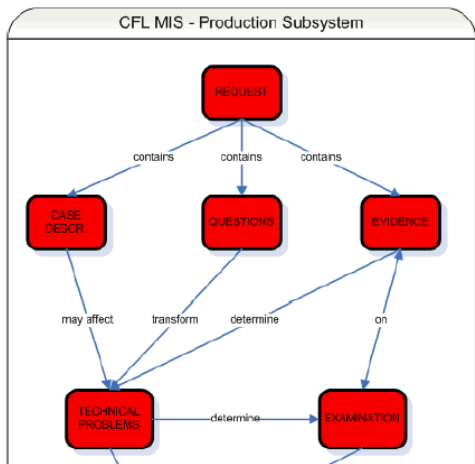 CFL MIS - Production Subsystem
REQUEST
contains
contains
contains
CASE
DESCR.
QUESTIONS
EVIDENCE
may affect
transform
determine
on
TECHNICAL
PROBLEMS
determine
EXAMINATION